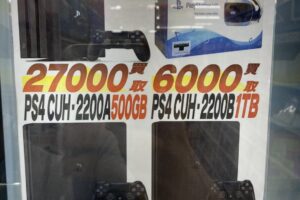 PlayStation
27000買取
PS4 CUH-2200A500GB
6000買取
PS4 CUH-2200B1TB